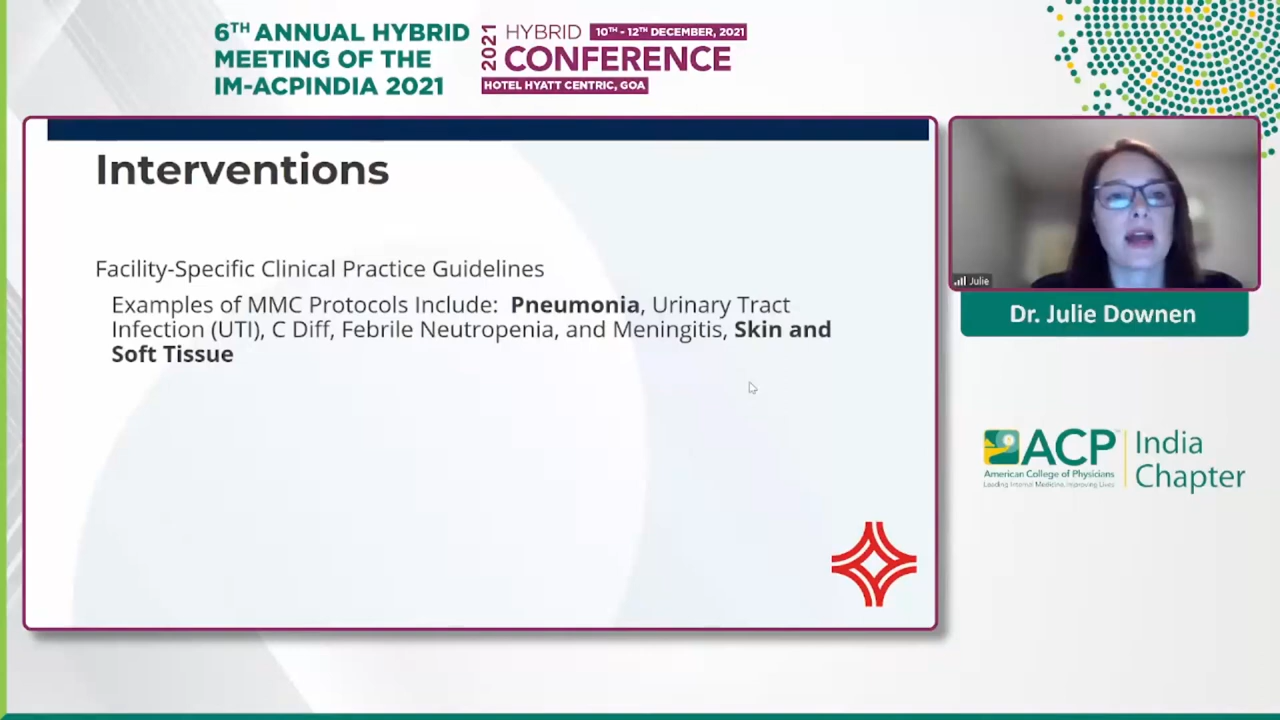 6TH ANNUAL HYBRID
MEETING OF THE
IM-ACPINDIA 2021
2021
HYBRID
10TH - 12TH DECEMBER, 2021
CONFERENCE
HOTEL HYATT CENTRIC, GOA
Interventions
Facility-Specific Clinical Practice Guidelines
Examples of MMC Protocols Include: Pneumonia, Urinary Tract
Infection (UTI), C Diff, Febrile Neutropenia, and Meningitis, Skin and
Soft Tissue
Julie
Dr. Julie Downen
ACP
American College of Physicians
Leading Internal Medicine, Improving Lives
India
Chapter